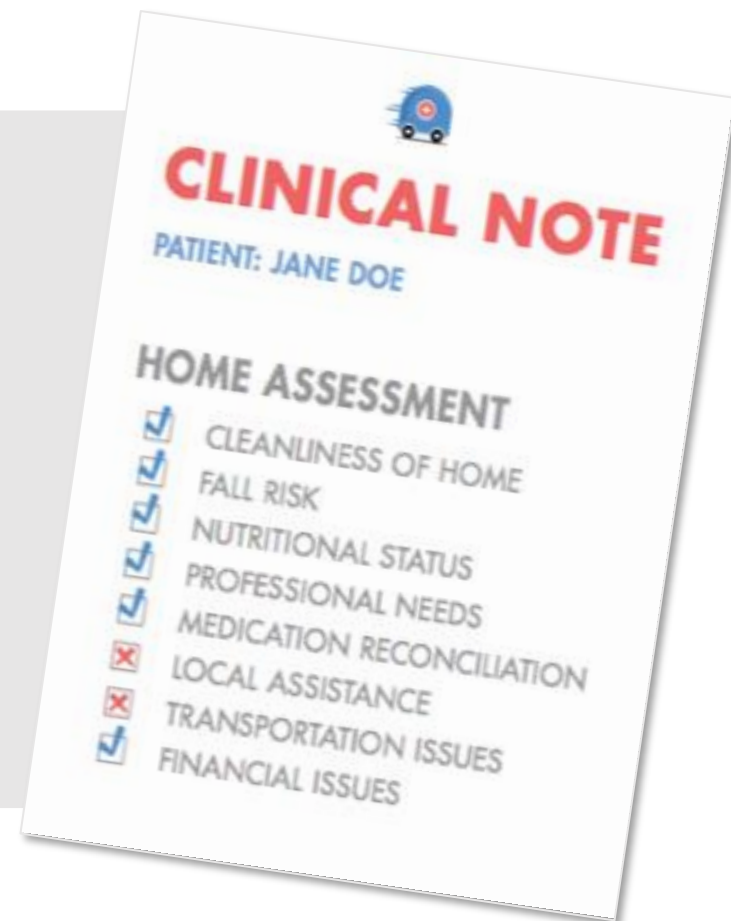 CLINICAL NOTE
PATIENT: JANE DOE
HOME ASSESSMENT
CLEANLINESS OF HOME
FALL RISK
NUTRITIONAL STATUS
PROFESSIONAL NEEDS
MEDICATION RECONCILIATION
LOCAL ASSISTANCE
TRANSPORTATION ISSUES
FINANCIAL ISSUES